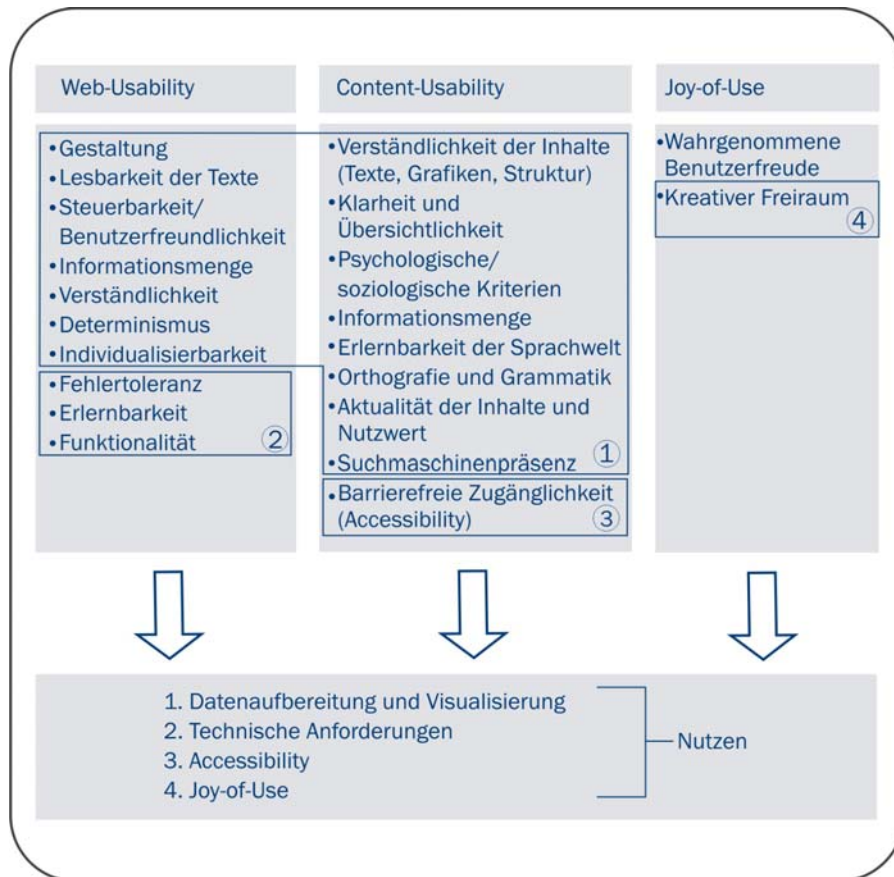 Web-Usability
•Gestaltung
•Lesbarkeit der Texte
•Steuerbarkeit/
Benutzerfreundlichkeit
•Informationsmenge
•Verständlichkeit
•Determinismus
•Individualisierbarkeit
•Fehlertoleranz
•Erlernbarkeit
•Funktionalität
2
Content-Usability
•Verständlichkeit der Inhalte
(Texte, Grafiken, Struktur)
•Klarheit und
Übersichtlichkeit
•Psychologische/
soziologische Kriterien
•Informationsmenge
•Erlernbarkeit der Sprachwelt
•Orthografie und Grammatik
•Aktualität der Inhalte und
Nutzwert
•Suchmaschinenpräsenz
1
•Barrierefreie Zugänglichkeit
(Accessibility)
3
Joy-of-Use
•Wahrgenommene
Benutzerfreude
•Kreativer Freiraum
4
1. Datenaufbereitung und Visualisierung
2. Technische Anforderungen
3. Accessibility
4. Joy-of-Use
Nutzen